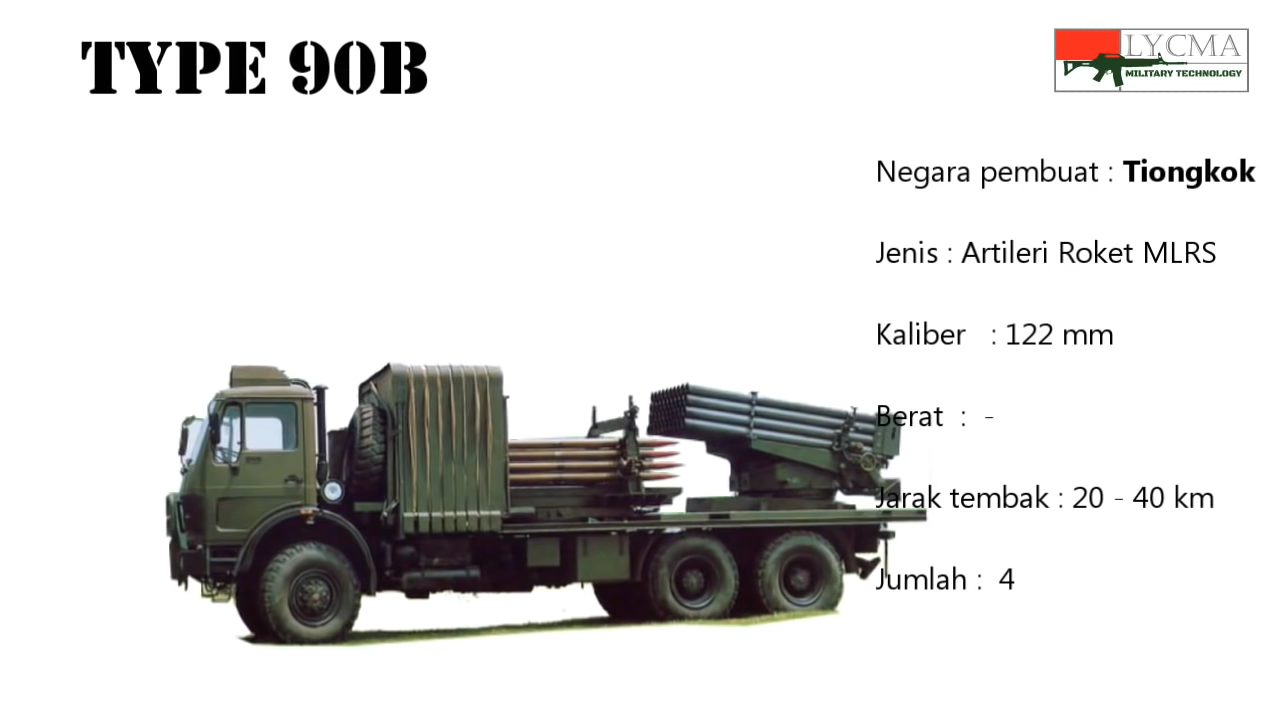 TYPE 90B
LYCMA
MILITARY TECHNOLOGY
Negara pembuat : Tiongkok
Jenis : Artileri Roket MLRS
Kaliber : 122 mm
Berat : -
Jarak tembak : 20 - 40 km
Jumlah : 4